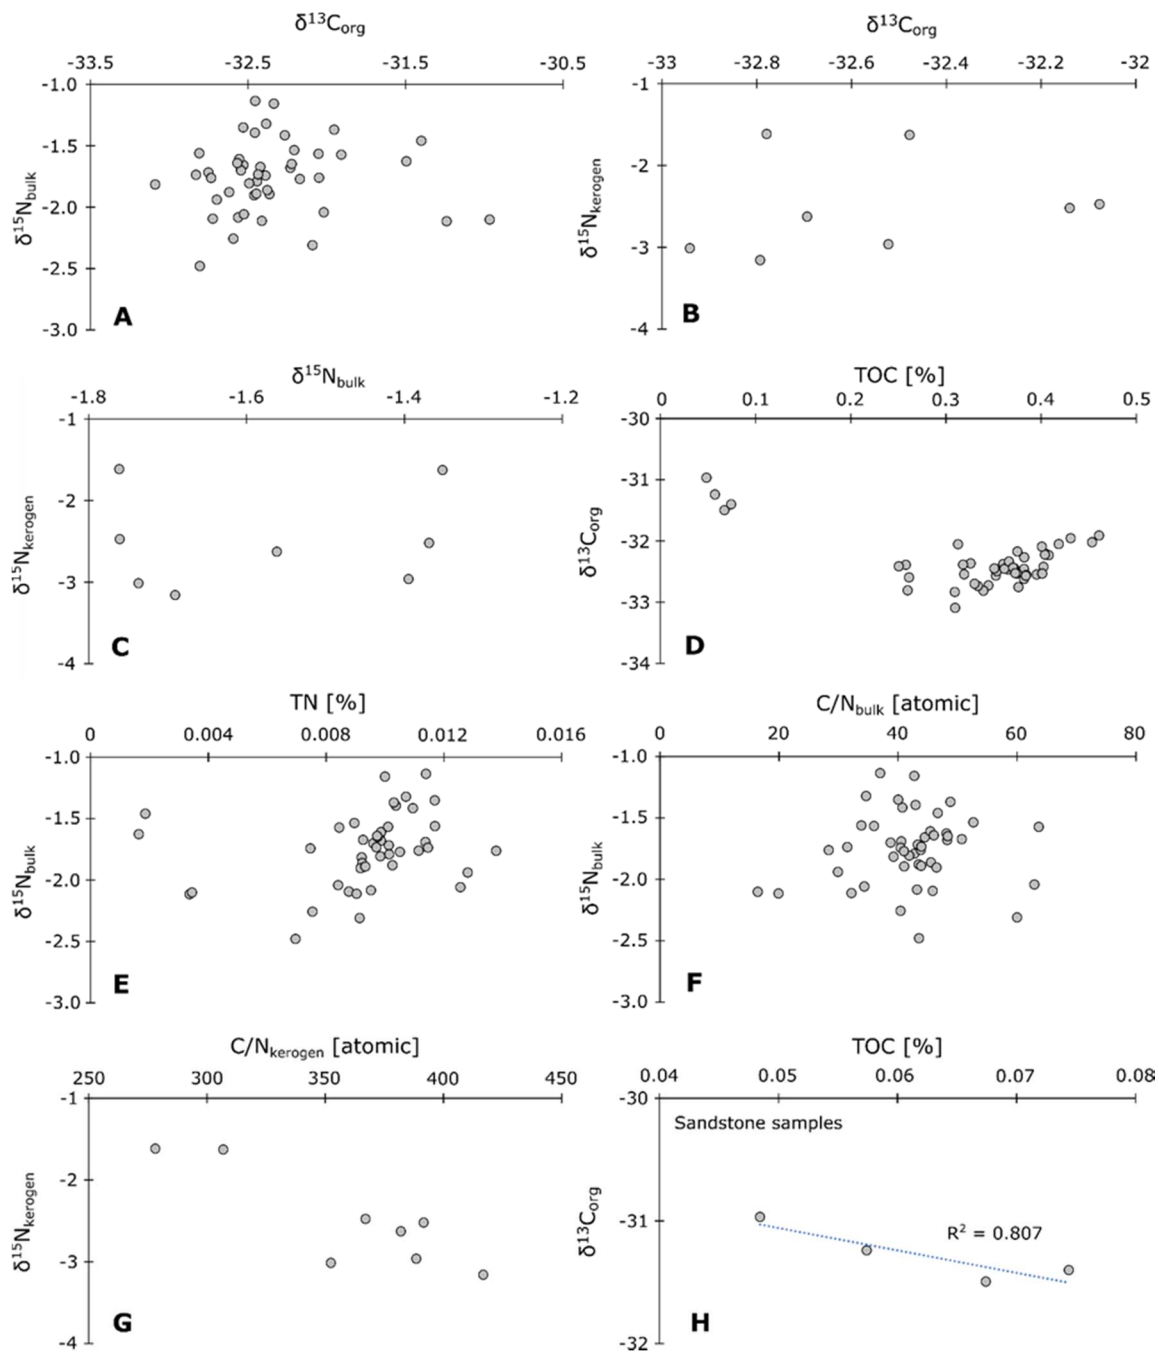 δ¹³Corg
-33.5 -32.5 -31.5 -30.5
-1.0
-1.5
-2.0
-2.5
-3.0
δ¹⁵Nbulk
A
δ¹³Corg
-33 -32.8 -32.6 -32.4 -32.2 -32
-1
-2
-3
-4
δ¹⁵Nkerogen
B
δ¹⁵Nbulk
-1.8 -1.6 -1.4 -1.2
-1
-2
-3
-4
δ¹⁵Nkerogen
C
TOC [%]
0 0.1 0.2 0.3 0.4 0.5
-30
-31
-32
-33
-34
δ¹³Corg
D
TN [%]
0 0.004 0.008 0.012 0.016
-1.0
-1.5
-2.0
-2.5
-3.0
δ¹⁵Nbulk
E
C/Nbulk [atomic]
0 20 40 60 80
-1.0
-1.5
-2.0
-2.5
-3.0
δ¹⁵Nbulk
F
C/Nkerogen [atomic]
250 300 350 400 450
-1
-2
-3
-4
δ¹⁵Nkerogen
G
TOC [%]
0.04 0.05 0.06 0.07 0.08
-30
Sandstone samples
-31
R² = 0.807
-32
δ¹³Corg
H